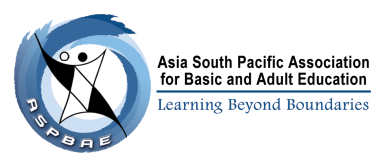 ASPBAE
Asia South Pacific Association
for Basic and Adult Education
Learning Beyond Boundaries